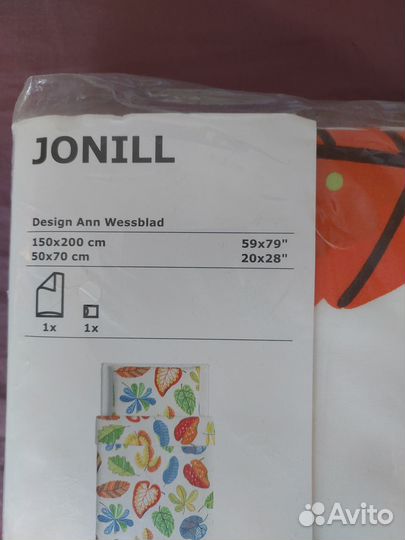 JONILL
Design Ann Wessblad
150x200 cm 59x79"
50x70 cm 20x28"
1x 1x
Avito